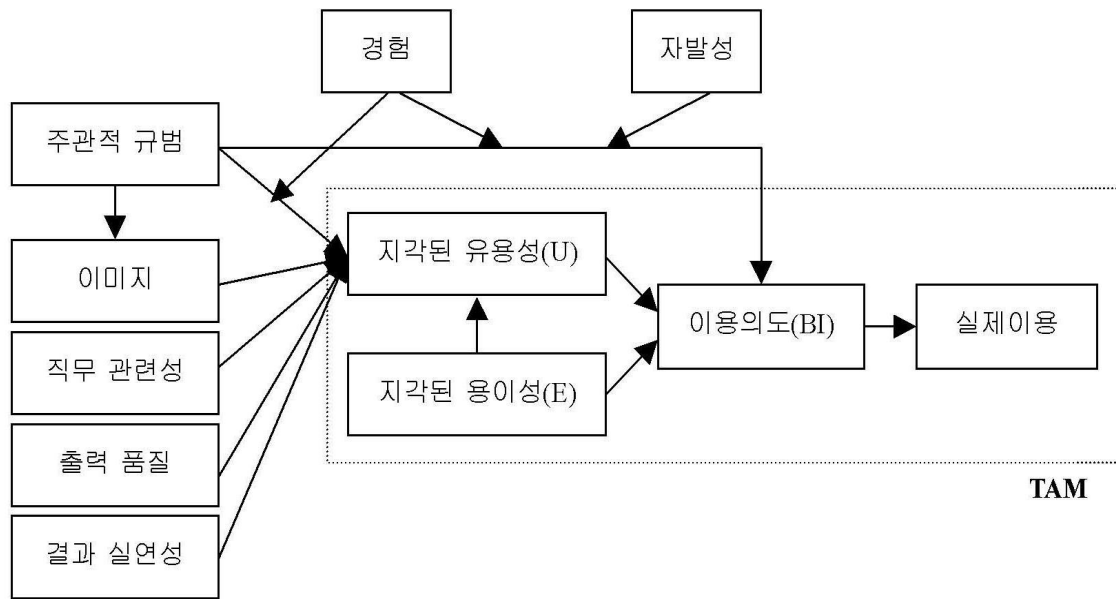 경험
자발성
주관적 규범
이미지
직무 관련성
출력 품질
결과 실연성
지각된 유용성(U)
지각된 용이성(E)
이용의도(BI)
실제이용
TAM